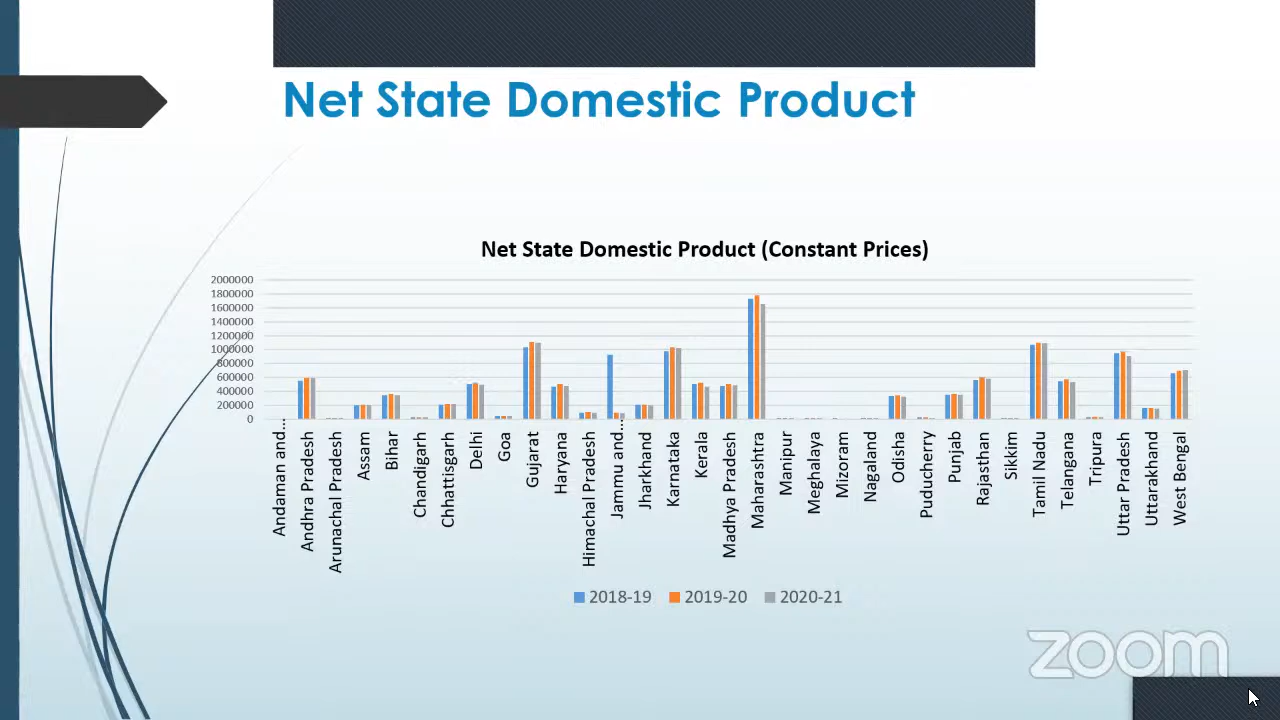 Net State Domestic Product
Net State Domestic Product (Constant Prices)
2000000
1800000
1600000
1400000
1200000
1000000
800000
600000
400000
200000
0
Andaman and...
Andhra Pradesh
Arunachal Pradesh
Assam
Bihar
Chandigarh
Chhattisgarh
Delhi
Goa
Gujarat
Haryana
Himachal Pradesh
Jammu and...
Jharkhand
Karnataka
Kerala
Madhya Pradesh
Maharashtra
Manipur
Meghalaya
Mizoram
Nagaland
Odisha
Puducherry
Punjab
Rajasthan
Sikkim
Tamil Nadu
Telangana
Tripura
Uttar Pradesh
Uttarakhand
West Bengal
2018-19 2019-20 2020-21
zoom